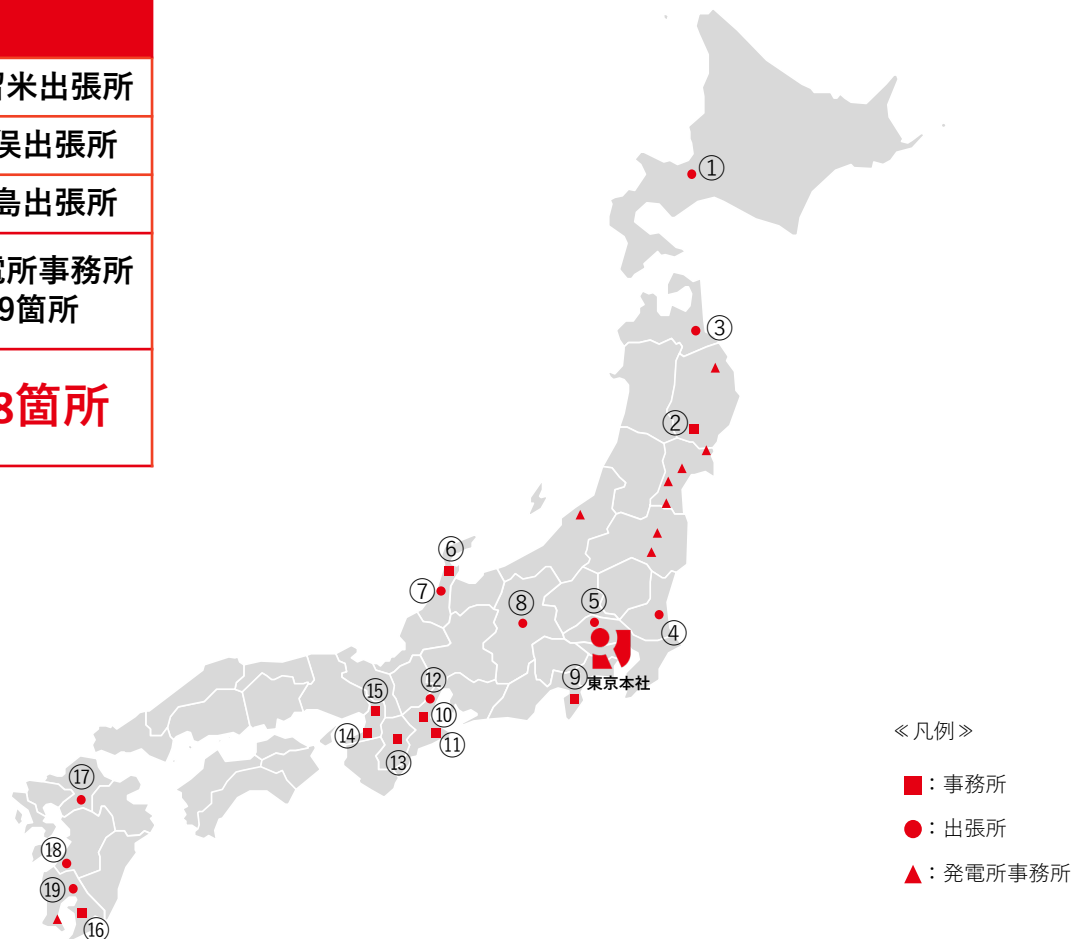 米出張所
出張所
島出張所
所事務所
9箇所
箇所
①
③
②
⑥
⑦
⑧
⑤
④
⑨
東京本社
⑫
⑮
⑩
⑭
⑪
⑬
⑰
⑱
⑲
⑯
≪凡例≫
：事務所
：出張所
：発電所事務所